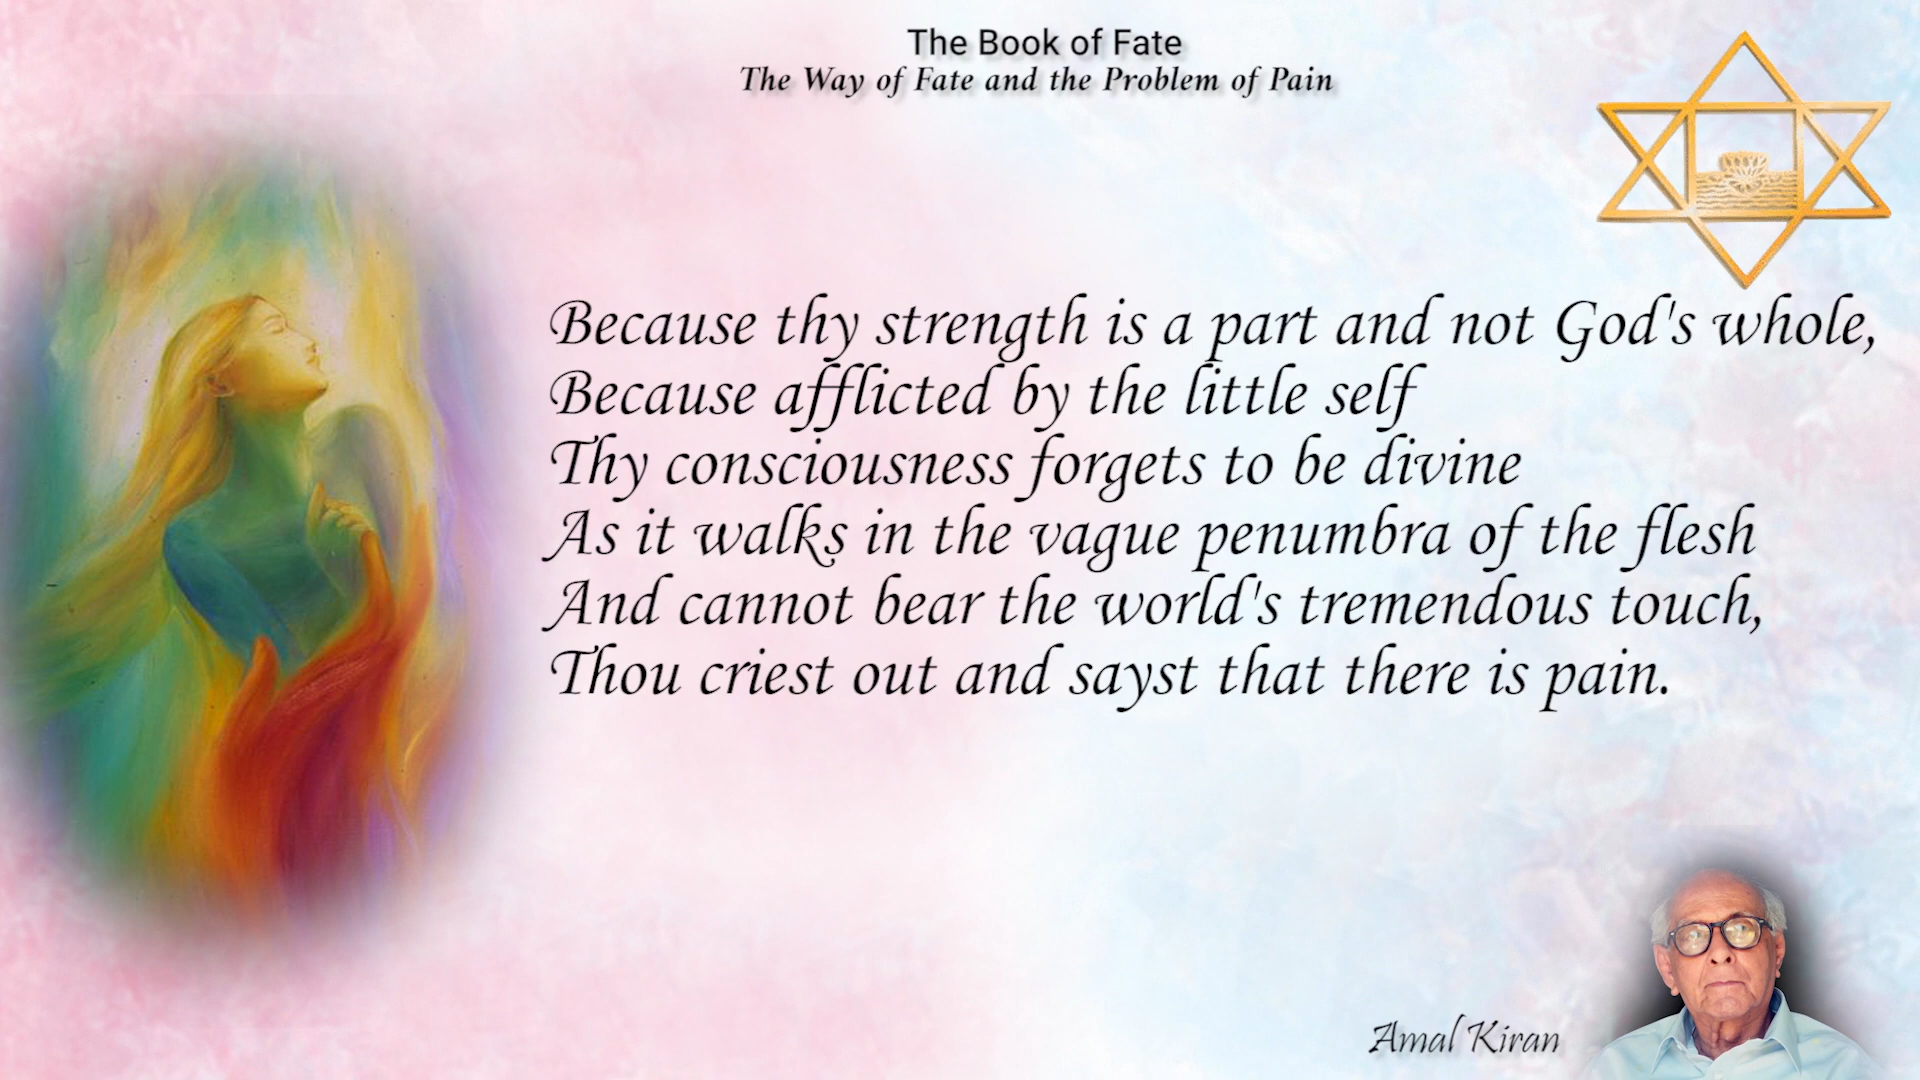 The Book of Fate
The Way of Fate and the Problem of Pain
Because thy strength is a part and not God's whole,
Because afflicted by the little self
Thy consciousness forgets to be divine
As it walks in the vague penumbra of the flesh
And cannot bear the world's tremendous touch,
Thou criest out and sayst that there is pain.
Amal Kiran